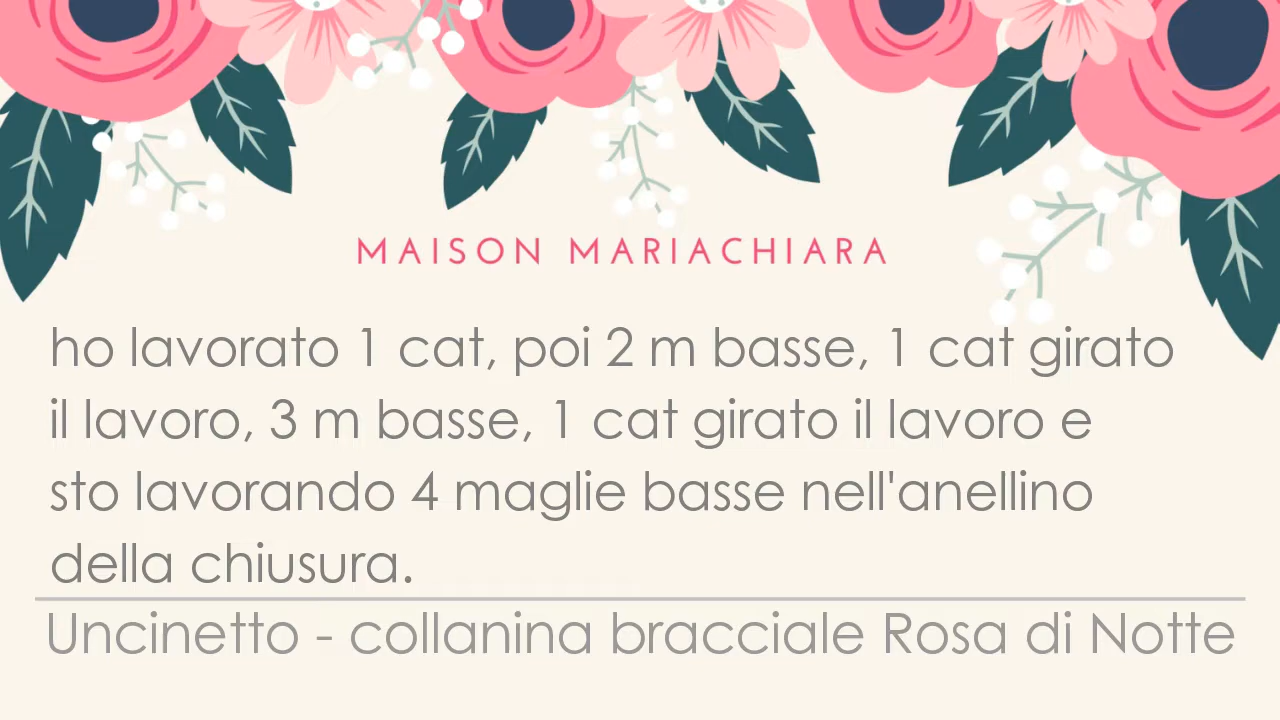 MAISON MARIACHIARA
ho lavorato 1 cat, poi 2 m basse, 1 cat girato
il lavoro, 3 m basse, 1 cat girato il lavoro e
sto lavorando 4 maglie basse nell'anellino
della chiusura.
Uncinetto - collanina bracciale Rosa di Notte